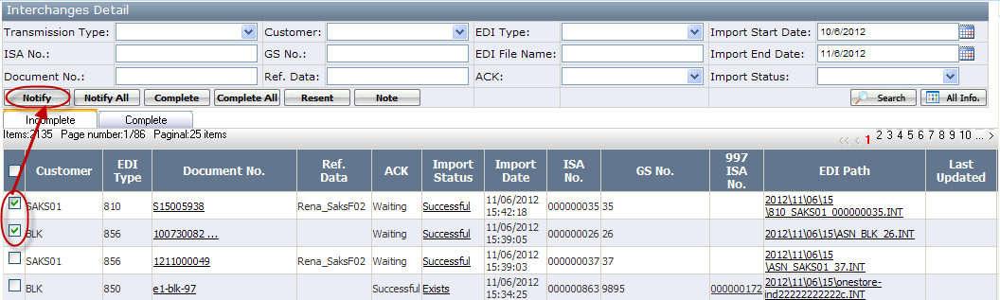 Interchanges Detail
Transmission Type: Customer: EDI Type: Import Start Date: 10/6/2012
ISA No.: GS No.: EDI File Name: Import End Date: 11/6/2012
Document No.: Ref. Data: ACK: Import Status:
Notify Notify All Complete Complete All Resent Note Search All Info.
Incomplete Complete
Items:2135 Page number:1/86 Paginal:25 items << < 1 2 3 4 5 6 7 8 9 10 ... >
Customer EDI Type Document No. Ref. Data ACK Import Status Import Date ISA No. GS No. 997 ISA No. EDI Path Last Updated
SAKS01 810 S15005938 Rena_SaksF02 Waiting Successful 11/06/2012 15:42:18 000000035 35 2012\11\06\15\810_SAKS01_000000035.INT
BLK 856 100730082 ... Waiting Successful 11/06/2012 15:39:05 000000026 26 2012\11\06\15\ASN_BLK_26.INT
SAKS01 856 1211000049 Rena_SaksF02 Waiting Successful 11/06/2012 15:39:03 000000037 37 2012\11\06\15\ASN_SAKS01_37.INT
BLK 850 e1-blk-97 Successful Exists 11/06/2012 15:34:25 000000863 9895 000000172 2012\11\06\15\onestore-ind22222222222c.INT